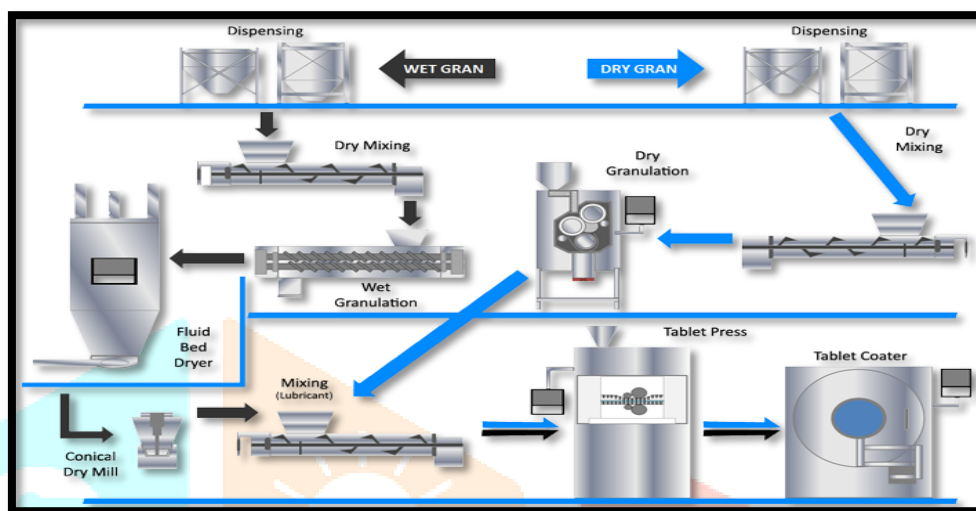 Dispensing
WET GRAN
DRY GRAN
Dispensing
Dry Mixing
Dry
Granulation
Dry
Mixing
Wet
Granulation
Fluid
Bed
Dryer
Mixing
(Lubricant)
Tablet Press
Tablet Coater
Conical
Dry Mill